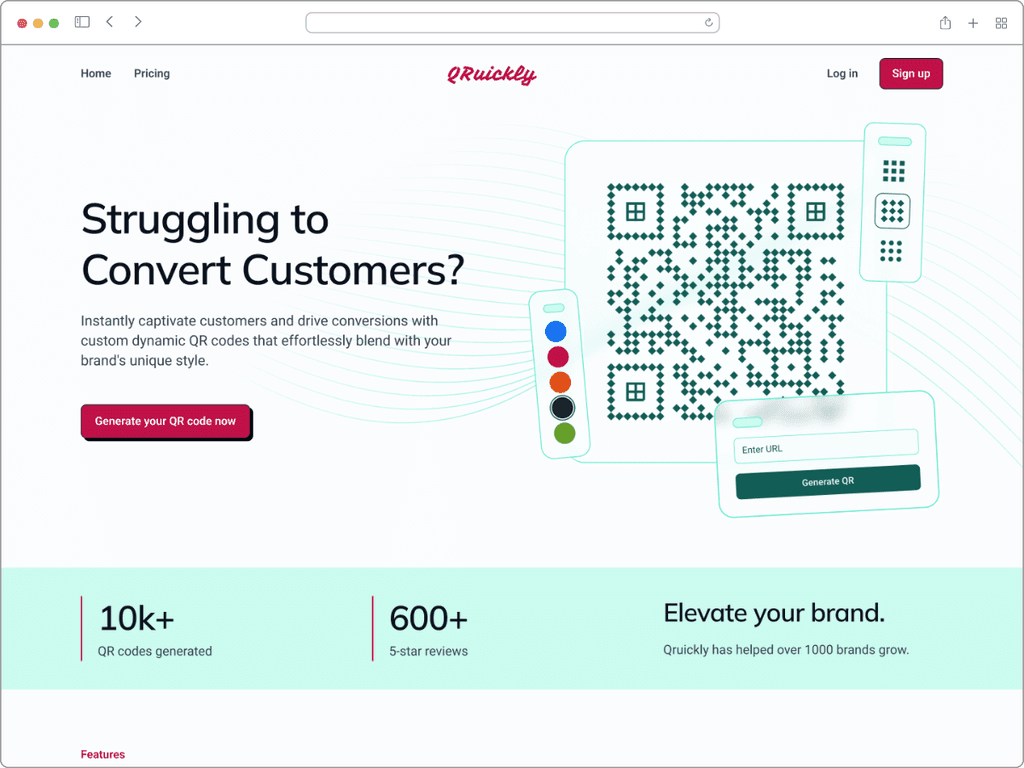 Home
Pricing
QRuickly
Log in
Sign up
Struggling to
Convert Customers?
Instantly captivate customers and drive conversions with
custom dynamic QR codes that effortlessly blend with your
brand's unique style.
Generate your QR code now
Enter URL
Generate QR
10k+
QR codes generated
600+
5-star reviews
Elevate your brand.
Qruickly has helped over 1000 brands grow.
Features